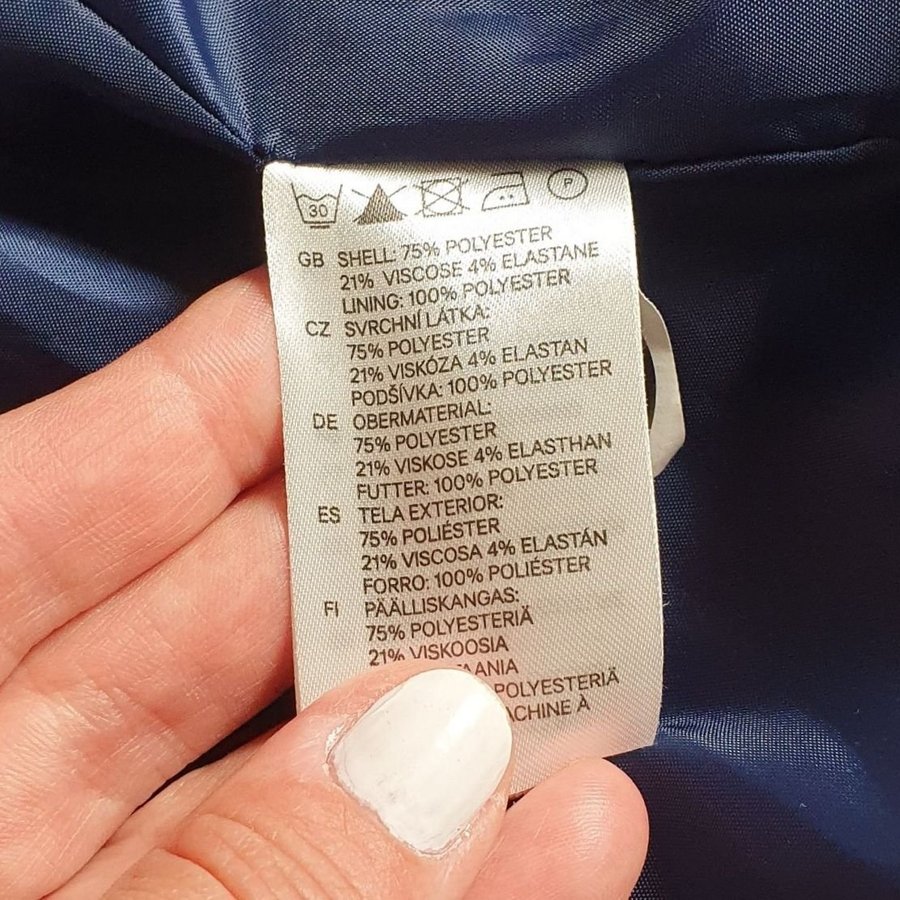 30
P
GB SHELL: 75% POLYESTER
21% VISCOSE 4% ELASTANE
LINING: 100% POLYESTER
CZ SVRCHNÍ LÁTKA:
75% POLYESTER
21% VISKÓZA 4% ELASTAN
PODŠÍVKA: 100% POLYESTER
DE OBERMATERIAL:
75% POLYESTER
21% VISKOSE 4% ELASTHAN
FUTTER: 100% POLYESTER
ES TELA EXTERIOR:
75% POLIÉSTER
21% VISCOSA 4% ELASTÁN
FORRO: 100% POLIÉSTER
FI PÄÄLLISKANGAS:
75% POLYESTERIÄ
21% VISKOOSIA
POLYESTERIÄ
À